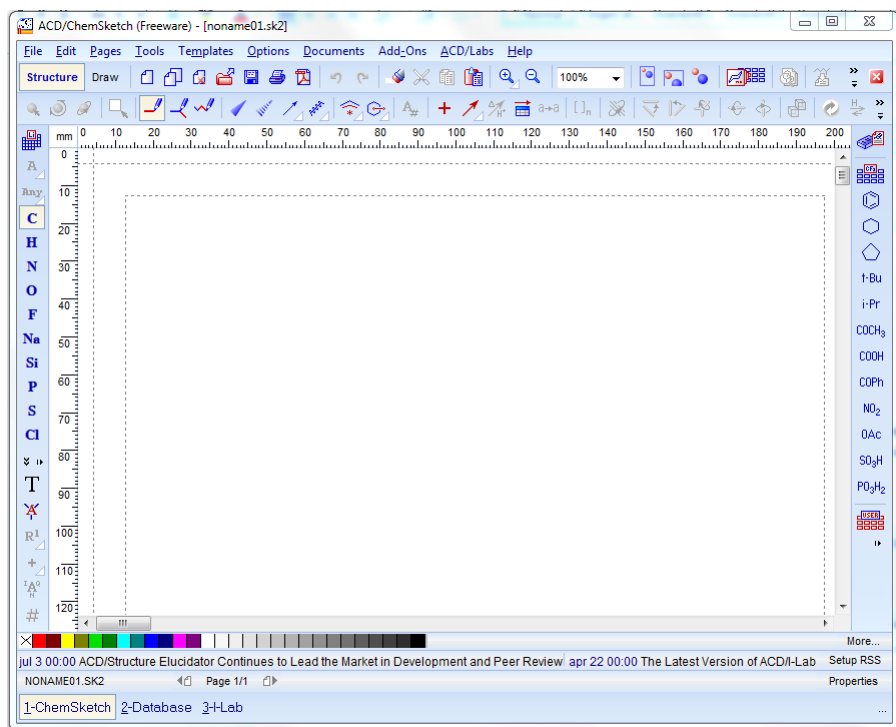 ACD/ChemSketch (Freeware) - [noname01.sk2]
File Edit Pages Tools Templates Options Documents Add-Ons ACD/Labs Help
Structure Draw 100%
mm 0 10 20 30 40 50 60 70 80 90 100 110 120 130 140 150 160 170 180 190 200
0
A
Any
10
C
20
H
N
30
t-Bu
O
40
i-Pr
F
Na
50
COCH3
Si
COOH
P
60
COPh
S
70
NO2
Cl
OAc
80
SO3H
T
90
PO3H2
R1
100
USER
110
120
#
More...
jul 3 00:00 ACD/Structure Elucidator Continues to Lead the Market in Development and Peer Review apr 22 00:00 The Latest Version of ACD/I-Lab Setup RSS
NONAME01.SK2 Page 1/1 Properties
1-ChemSketch 2-Database 3-I-Lab ...